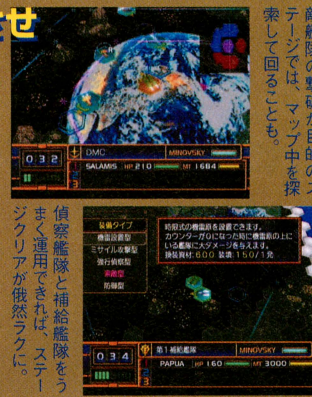 させ
敵艦隊の撃破が目的のス
テージでは、マップ中を探
索して回ることも。
032
DMC
MINOVSKY
SALAMIS HP 210
MT 1664
偵察艦隊と補給艦隊をう
まく運用できれば、ステー
ジクリアが俄然ラクに。
装備タイプ
機雷設置型
ミサイル攻撃型
強行偵察型
索敵型
防御型
時限式の機雷原を設置できます。
カウンターが0になった時に機雷原の上に
いる艦隊に大ダメージを与えます。
換装資材:600 装填:150/1発
034
第1補給艦隊
MINOVSKY
PAPUA HP 160
MT 3000